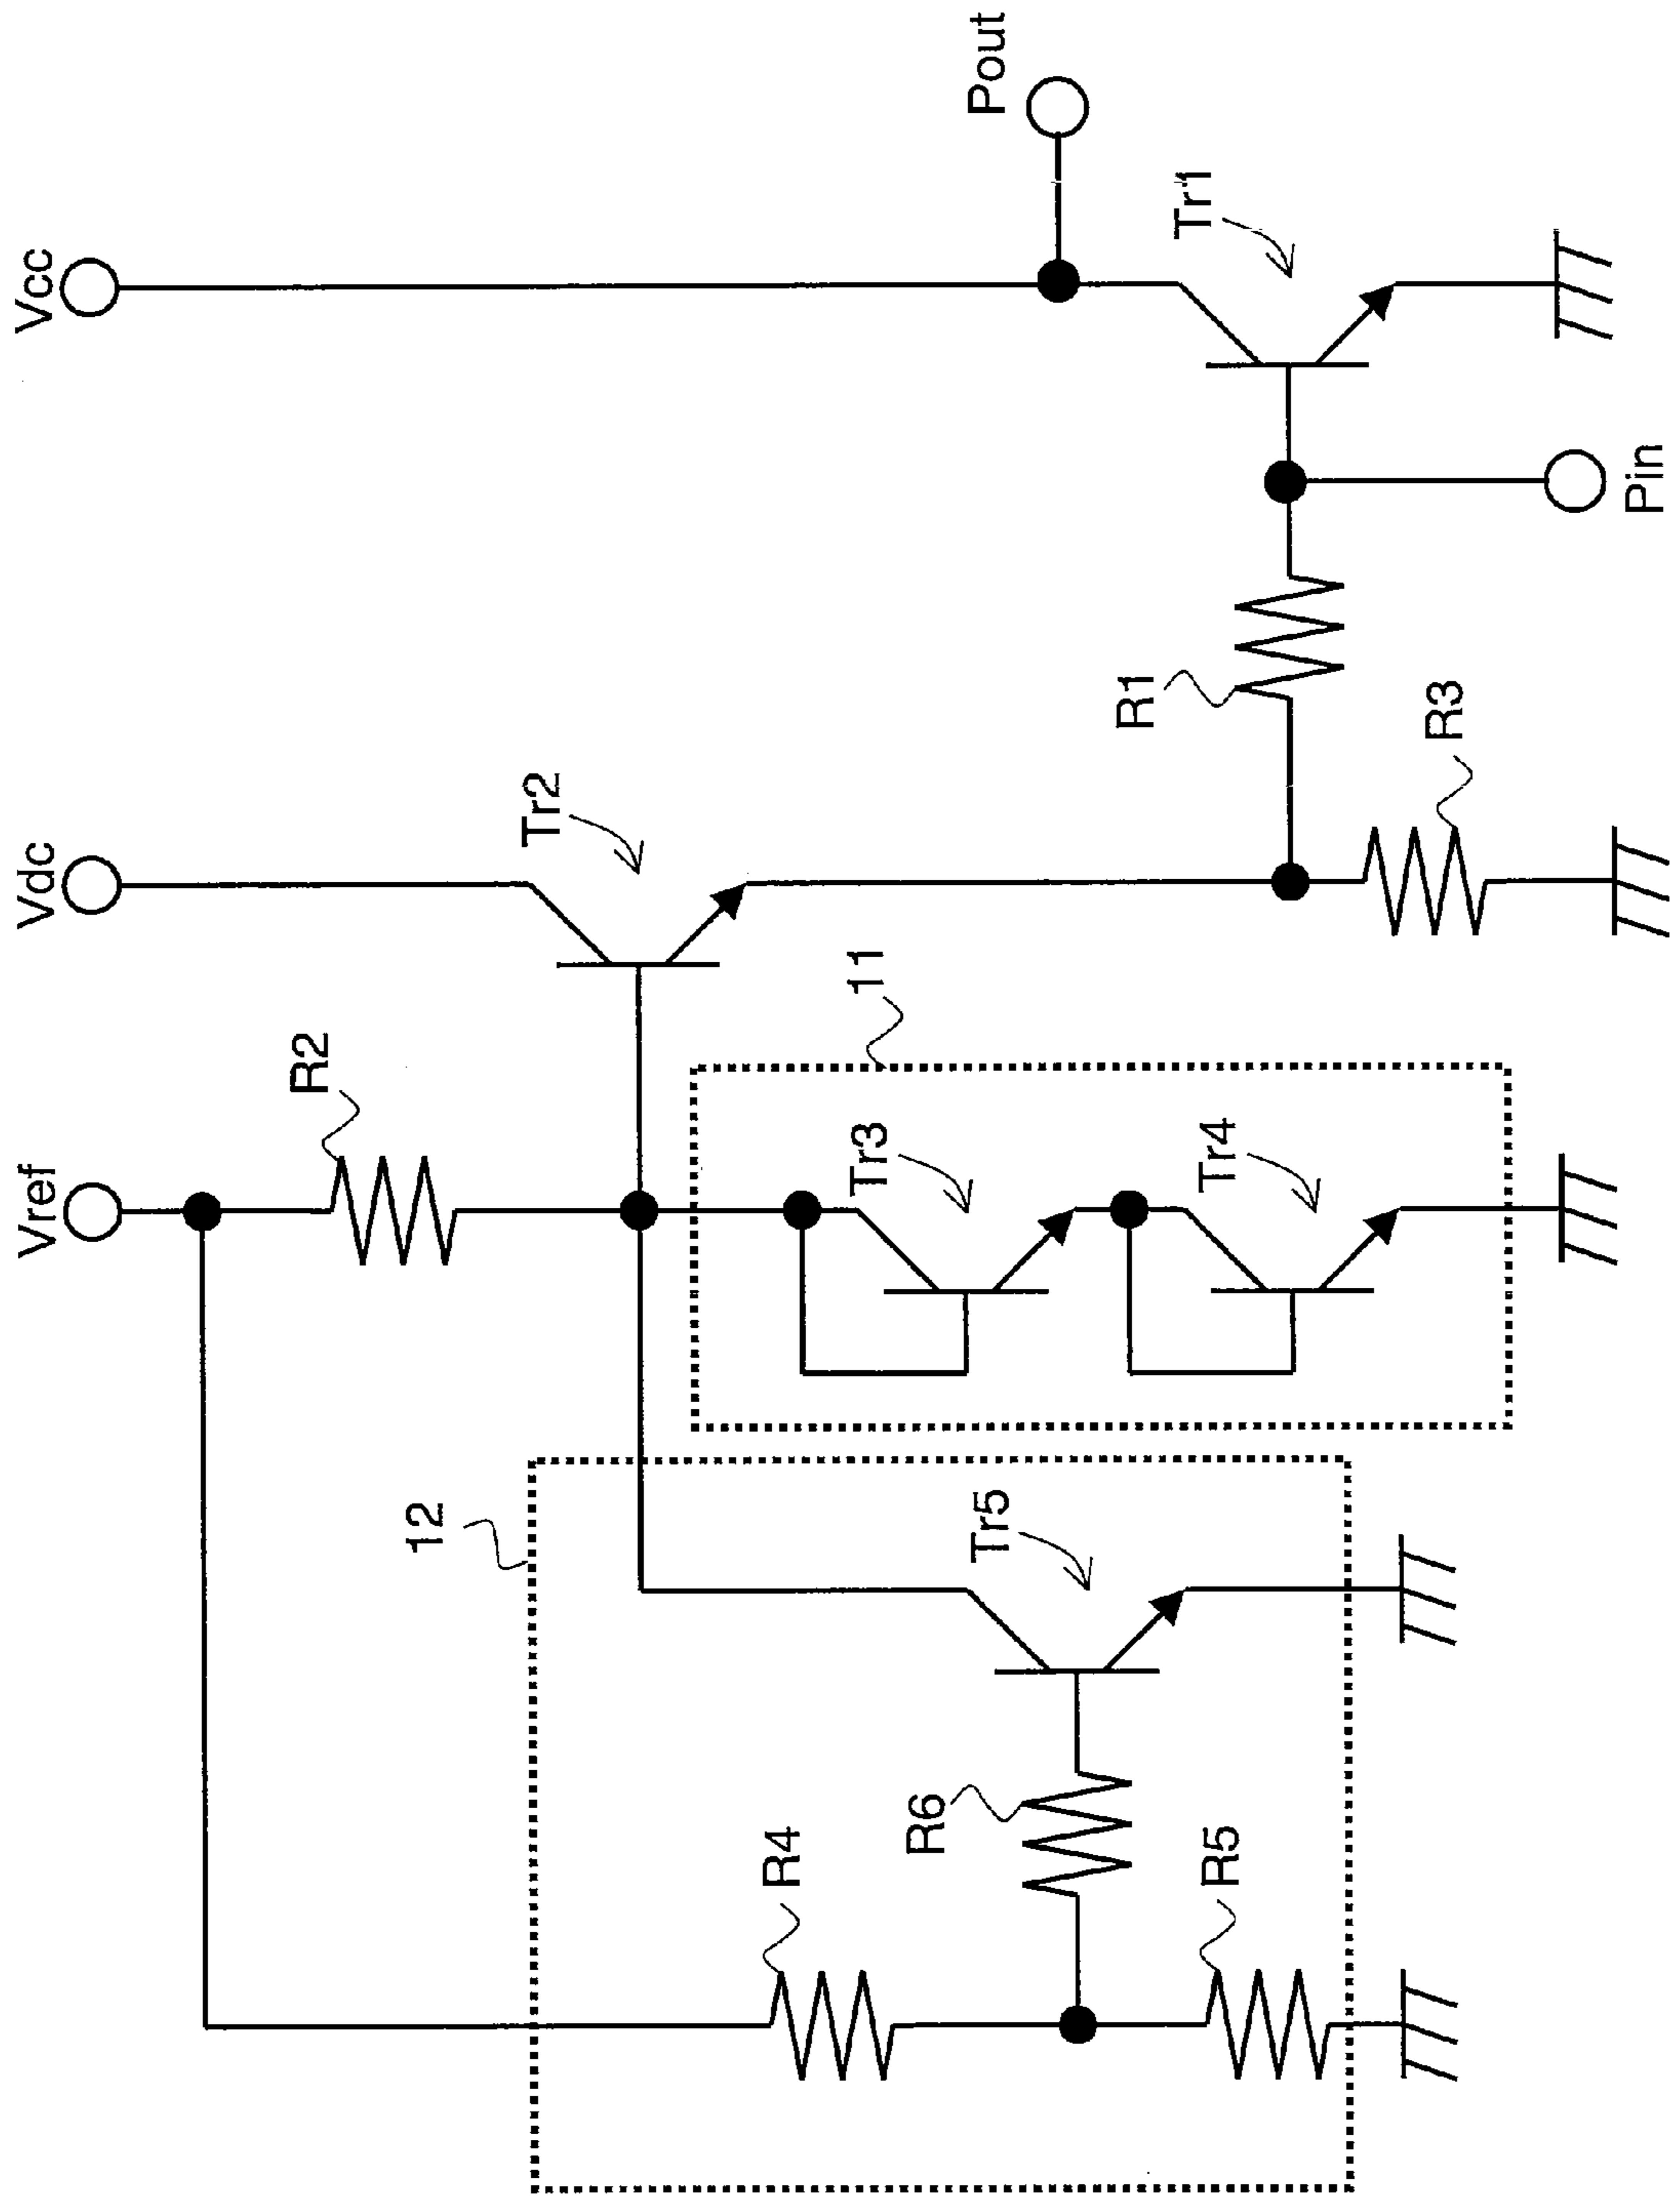 Vref
Vdc
Vcc
R2
Tr2
Pout
12
11
Tr3
Tr4
Tr5
R4
R6
R5
R1
R3
Tr1
Pin